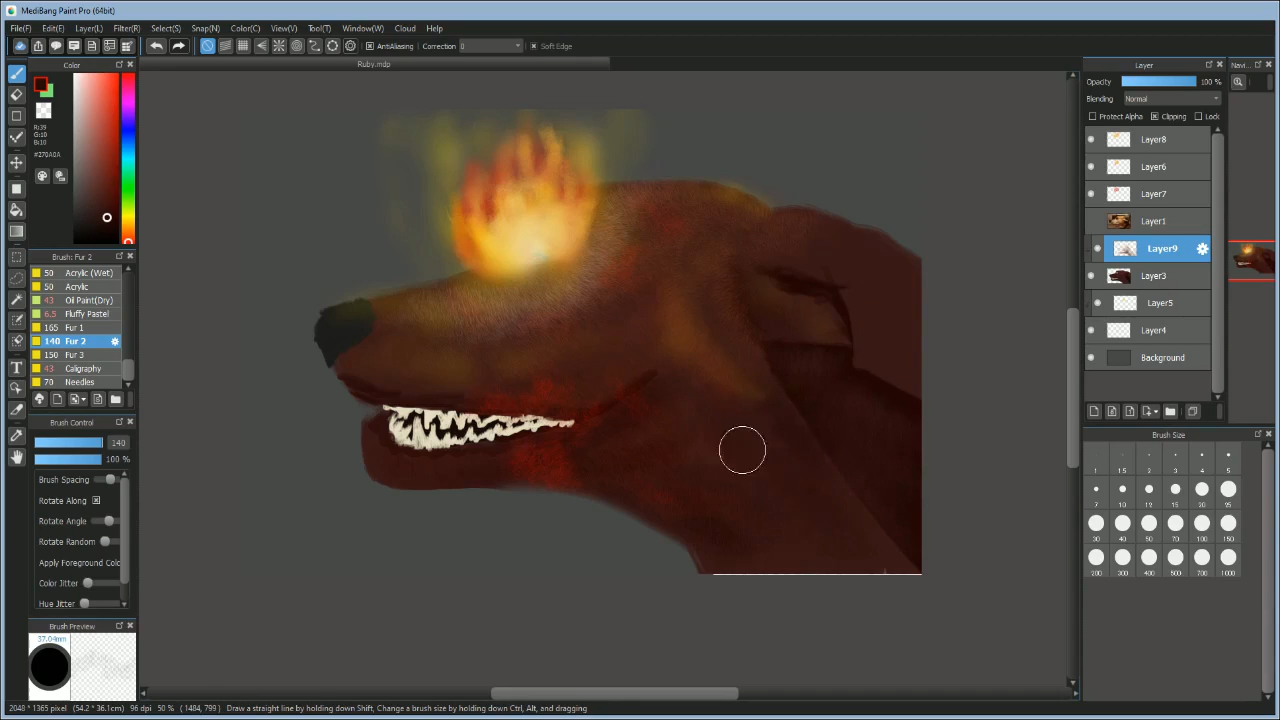 MediBang Paint Pro (64bit)
File(F) Edit(E) Layer(L) Filter(R) Select(S) Snap(N) Color(C) View(V) Tool(T) Window(W) Cloud Help
AntiAliasing Correction 0 Soft Edge
Color
Ruby.mdp
R:39
G:10
B:10
#270A0A
Brush: Fur 2
50 Acrylic (Wet)
50 Acrylic
43 Oil Paint(Dry)
6.5 Fluffy Pastel
165 Fur 1
140 Fur 2
150 Fur 3
43 Caligraphy
70 Needles
Brush Control
140
100 %
Brush Spacing
Rotate Along
Rotate Angle
Rotate Random
Apply Foreground Colo
Color Jitter
Hue Jitter
Brush Preview
37.04mm
Layer
Navi...
Opacity 100 %
Blending Normal
Protect Alpha Clipping Lock
Layer8
Layer6
Layer7
Layer1
Layer9
Layer3
Layer5
Layer4
Background
Brush Size
1 1.5 2 3 4 5
7 10 12 15 20 25
30 40 50 70 100 150
200 300 400 500 700 1000
2048 * 1365 pixel (54.2 * 36.1cm) 96 dpi 50 % ( 1484, 799 ) Draw a straight line by holding down Shift, Change a brush size by holding down Ctrl, Alt, and dragging